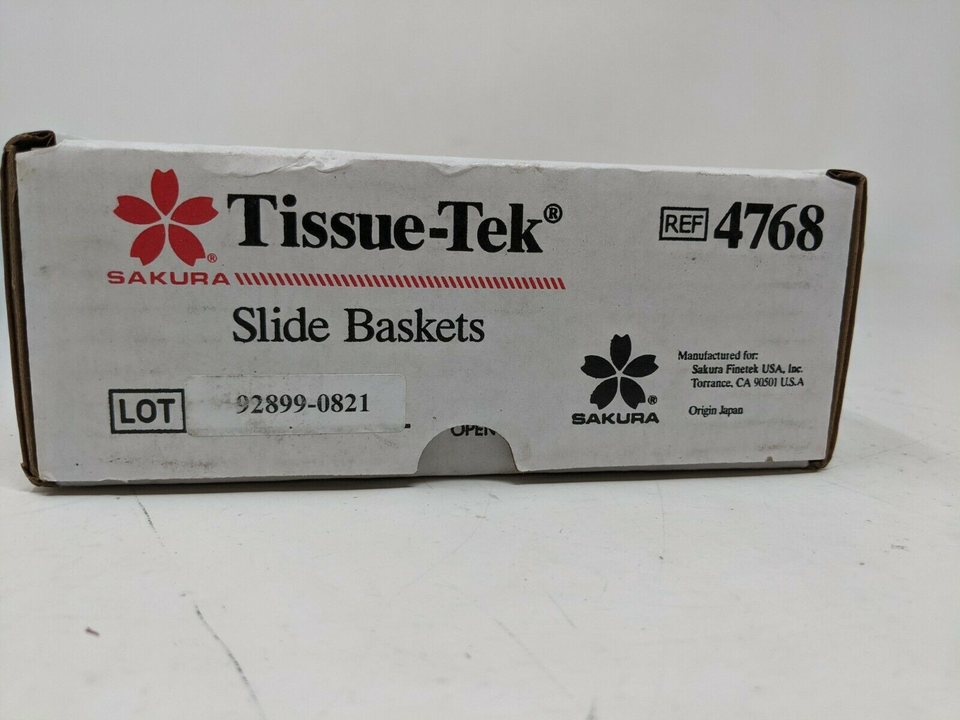 Tissue-Tek®
SAKURA®
REF 4768
Slide Baskets
LOT 92899-0821
OPEN
SAKURA®
Manufactured for:
Sakura Finetek USA, Inc.
Torrance, CA 90501 U.S.A
Origin Japan